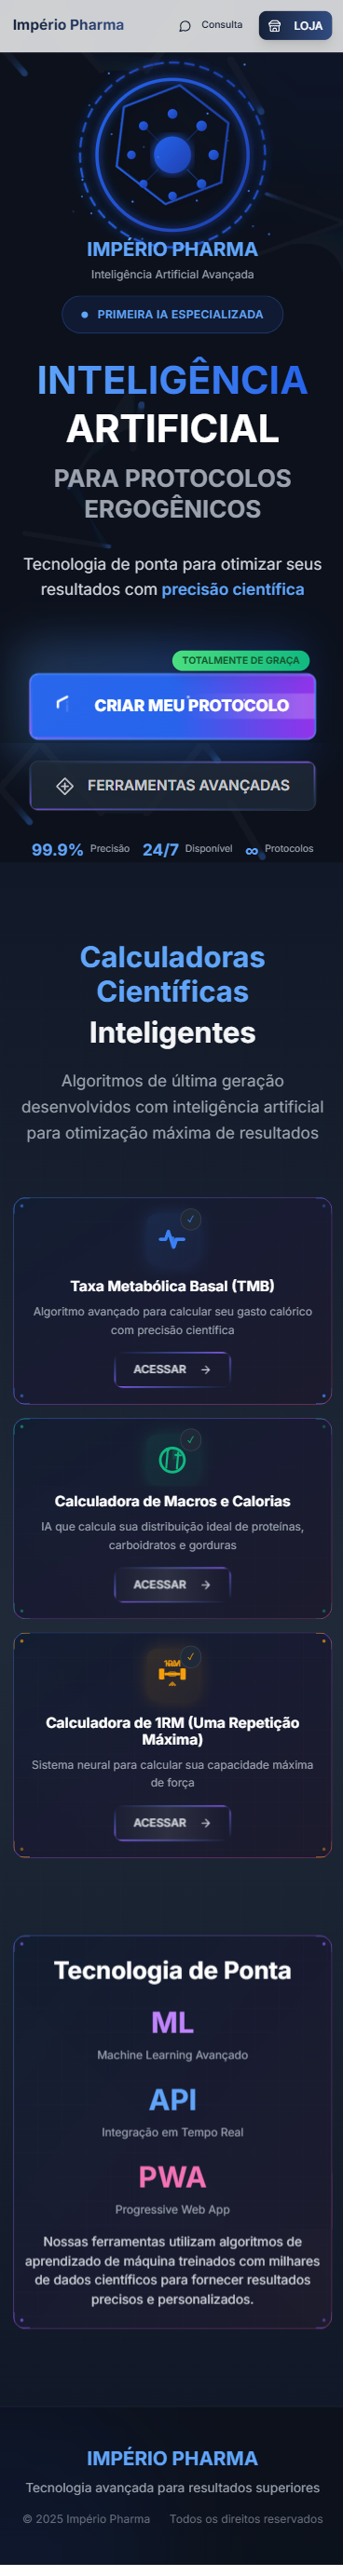 Império Pharma
Consulta
LOJA
IMPÉRIO PHARMA
Inteligência Artificial Avançada
PRIMEIRA IA ESPECIALIZADA
INTELIGÊNCIA
ARTIFICIAL
PARA PROTOCOLOS
ERGOGÊNICOS
Tecnologia de ponta para otimizar seus
resultados com precisão científica
TOTALMENTE DE GRAÇA
CRIAR MEU PROTOCOLO
FERRAMENTAS AVANÇADAS
99.9% Precisão 24/7 Disponível ∞ Protocolos
Calculadoras
Científicas
Inteligentes
Algoritmos de última geração
desenvolvidos com inteligência artificial
para otimização máxima de resultados
✓
Taxa Metabólica Basal (TMB)
Algoritmo avançado para calcular seu gasto calórico
com precisão científica
ACESSAR →
✓
Calculadora de Macros e Calorias
IA que calcula sua distribuição ideal de proteínas,
carboidratos e gorduras
ACESSAR →
✓
1RM
Calculadora de 1RM (Uma Repetição
Máxima)
Sistema neural para calcular sua capacidade máxima
de força
ACESSAR →
Tecnologia de Ponta
ML
Machine Learning Avançado
API
Integração em Tempo Real
PWA
Progressive Web App
Nossas ferramentas utilizam algoritmos de
aprendizado de máquina treinados com milhares
de dados científicos para fornecer resultados
precisos e personalizados.
IMPÉRIO PHARMA
Tecnologia avançada para resultados superiores
© 2025 Império Pharma Todos os direitos reservados